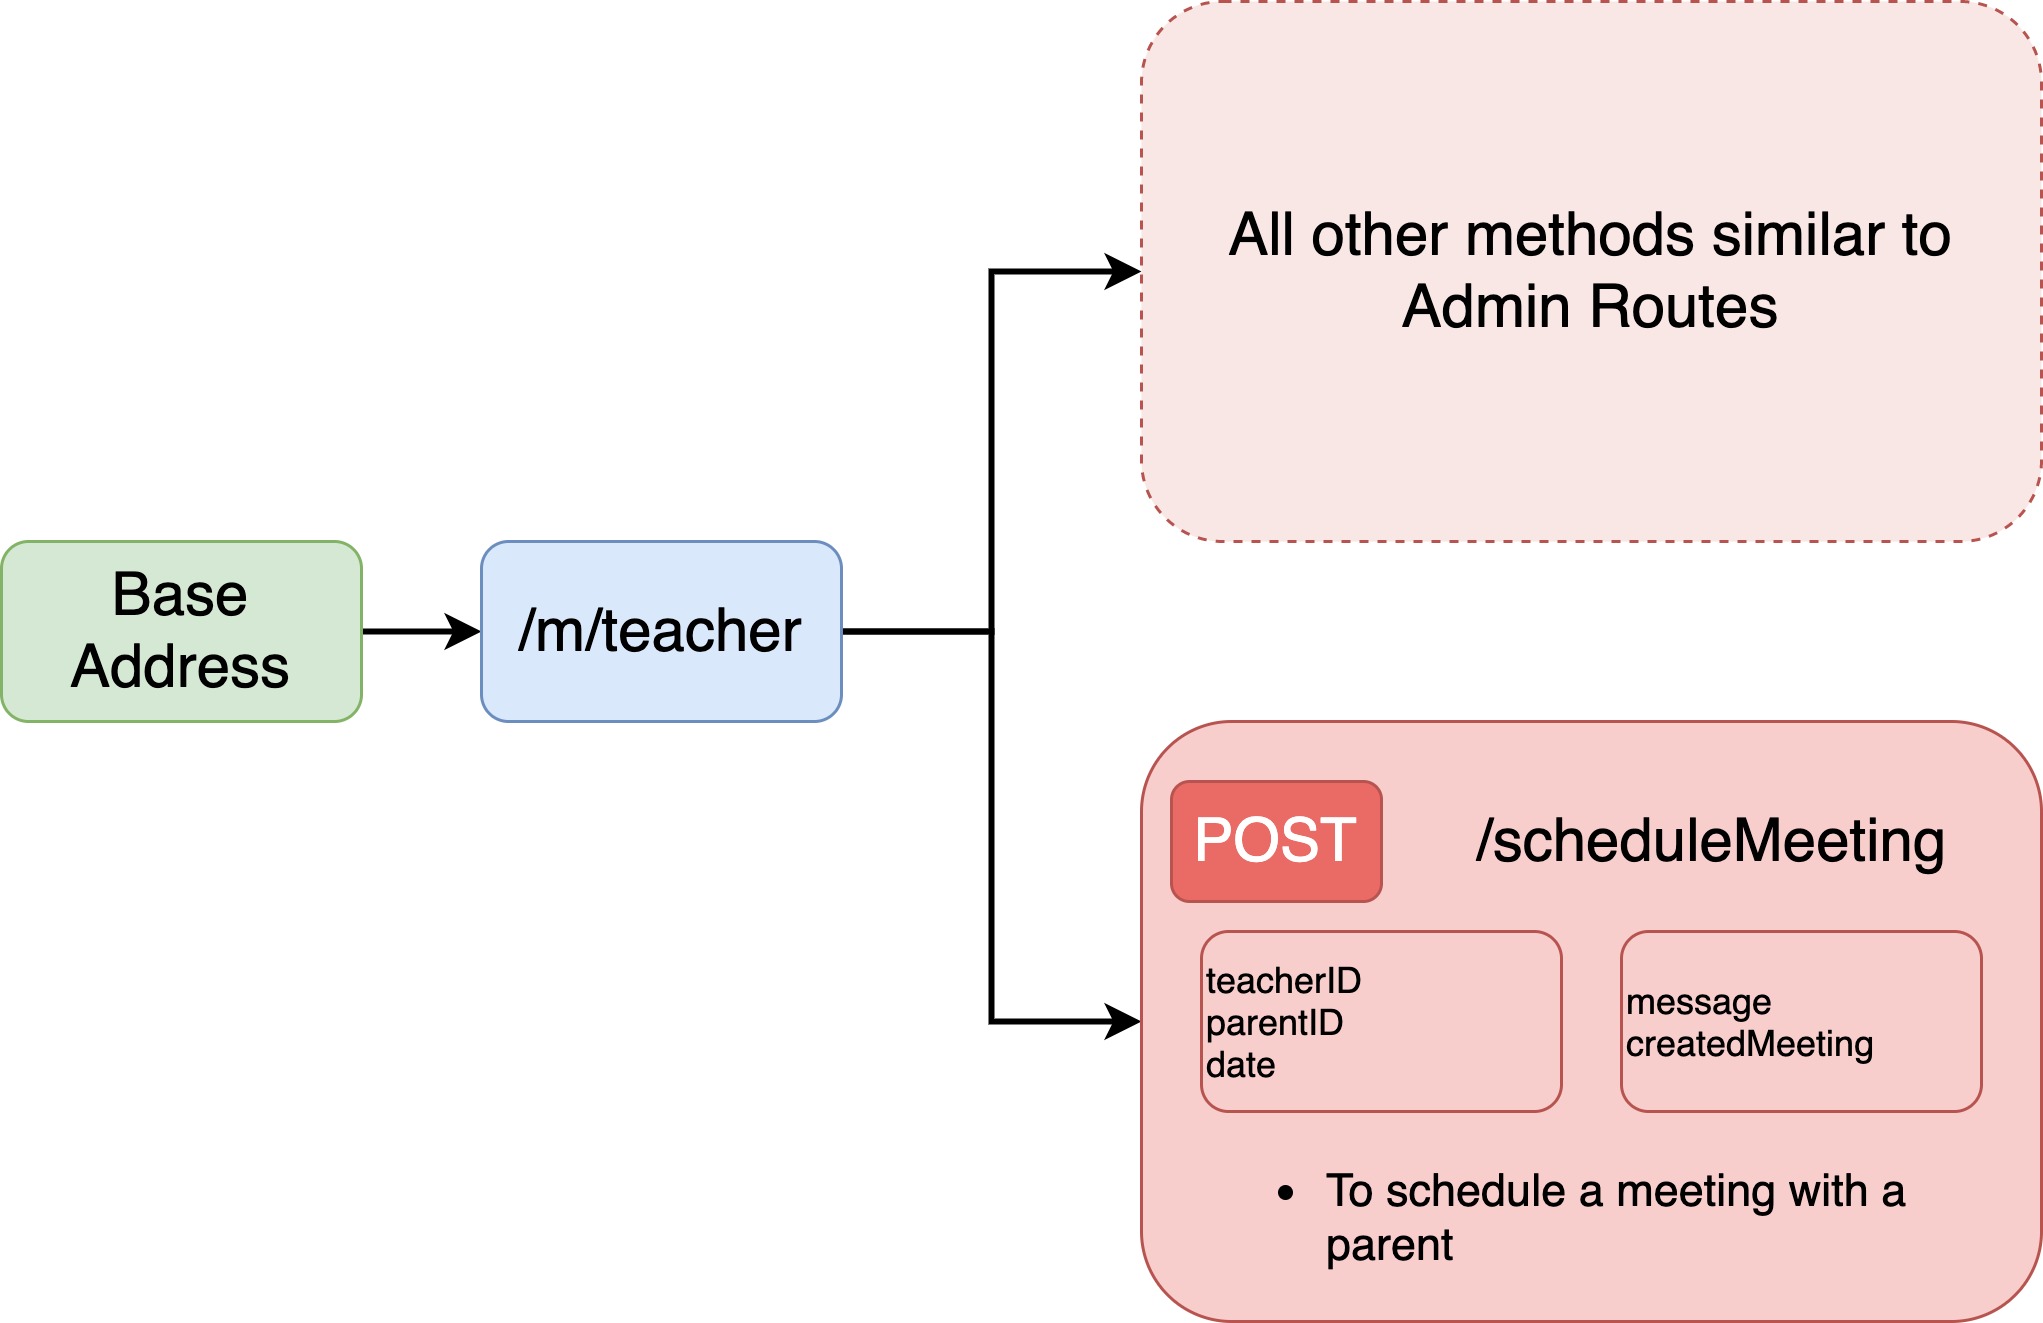 Base
Address
/m/teacher
All other methods similar to
Admin Routes
POST
/scheduleMeeting
teacherID
parentID
date
message
createdMeeting
• To schedule a meeting with a
parent